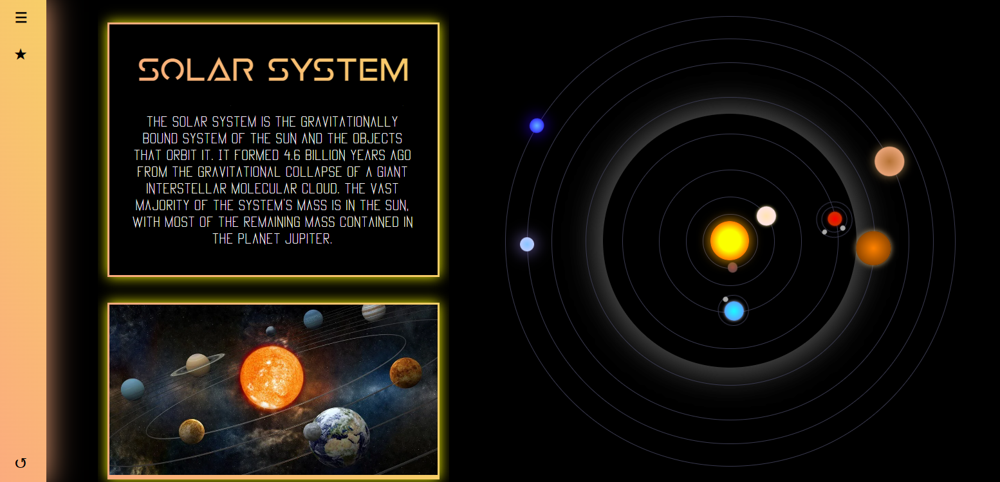 SOLAR SYSTEM
THE SOLAR SYSTEM IS THE GRAVITATIONALLY
BOUND SYSTEM OF THE SUN AND THE OBJECTS
THAT ORBIT IT. IT FORMED 4.6 BILLION YEARS AGO
FROM THE GRAVITATIONAL COLLAPSE OF A GIANT
INTERSTELLAR MOLECULAR CLOUD. THE VAST
MAJORITY OF THE SYSTEM'S MASS IS IN THE SUN,
WITH MOST OF THE REMAINING MASS CONTAINED IN
THE PLANET JUPITER.